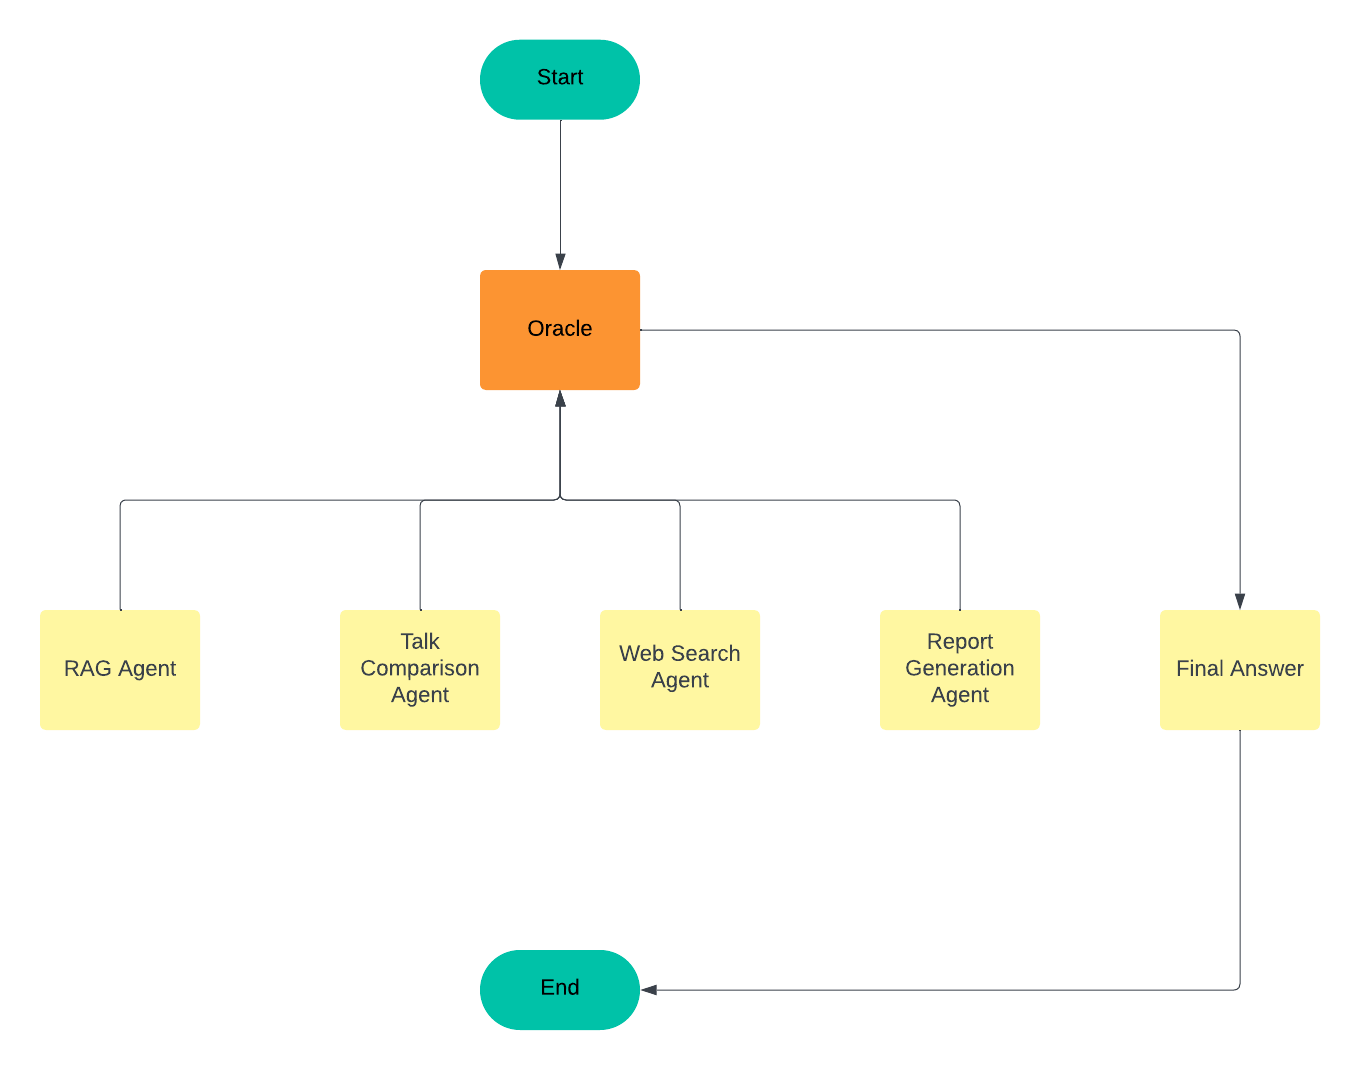 Start
Oracle
RAG Agent
Talk
Comparison
Agent
Web Search
Agent
Report
Generation
Agent
Final Answer
End